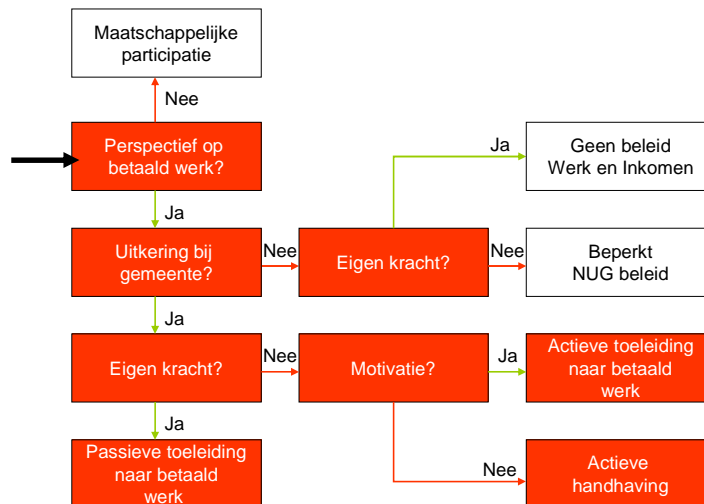 Maatschappelijke
participatie
Nee
Perspectief op
betaald werk?
Ja
Geen beleid
Werk en Inkomen
Ja
Uitkering bij
gemeente?
Nee
Eigen kracht?
Nee
Beperkt
NUG beleid
Ja
Eigen kracht?
Nee
Motivatie?
Ja
Actieve toeleiding
naar betaald
werk
Ja
Passieve toeleiding
naar betaald
werk
Nee
Actieve
handhaving